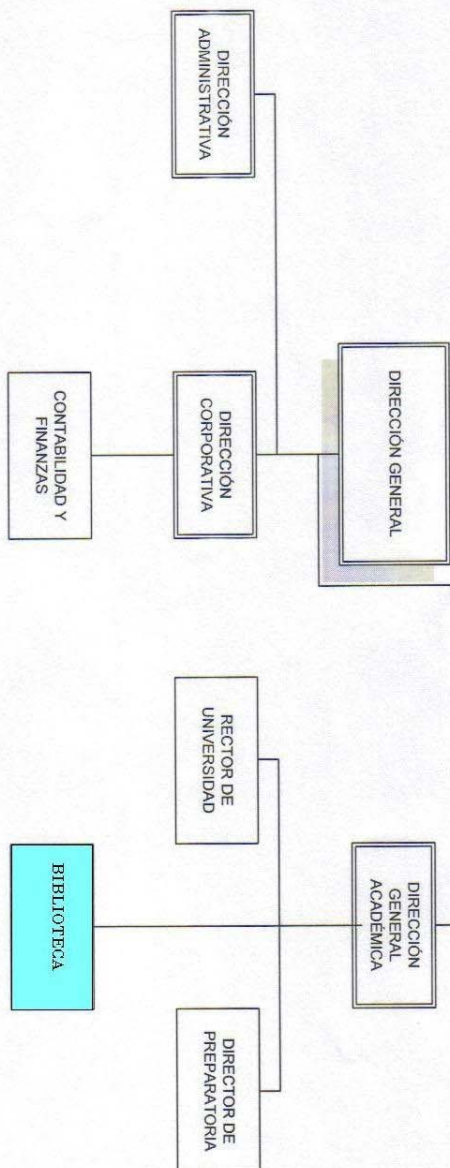 DIRECCIÓN GENERAL
DIRECCIÓN
GENERAL
ACADÉMICA
DIRECCIÓN
ADMINISTRATIVA
DIRECCIÓN
CORPORATIVA
RECTOR DE
UNIVERSIDAD
DIRECTOR DE
PREPARATORIA
CONTABILIDAD Y
FINANZAS
BIBLIOTECA